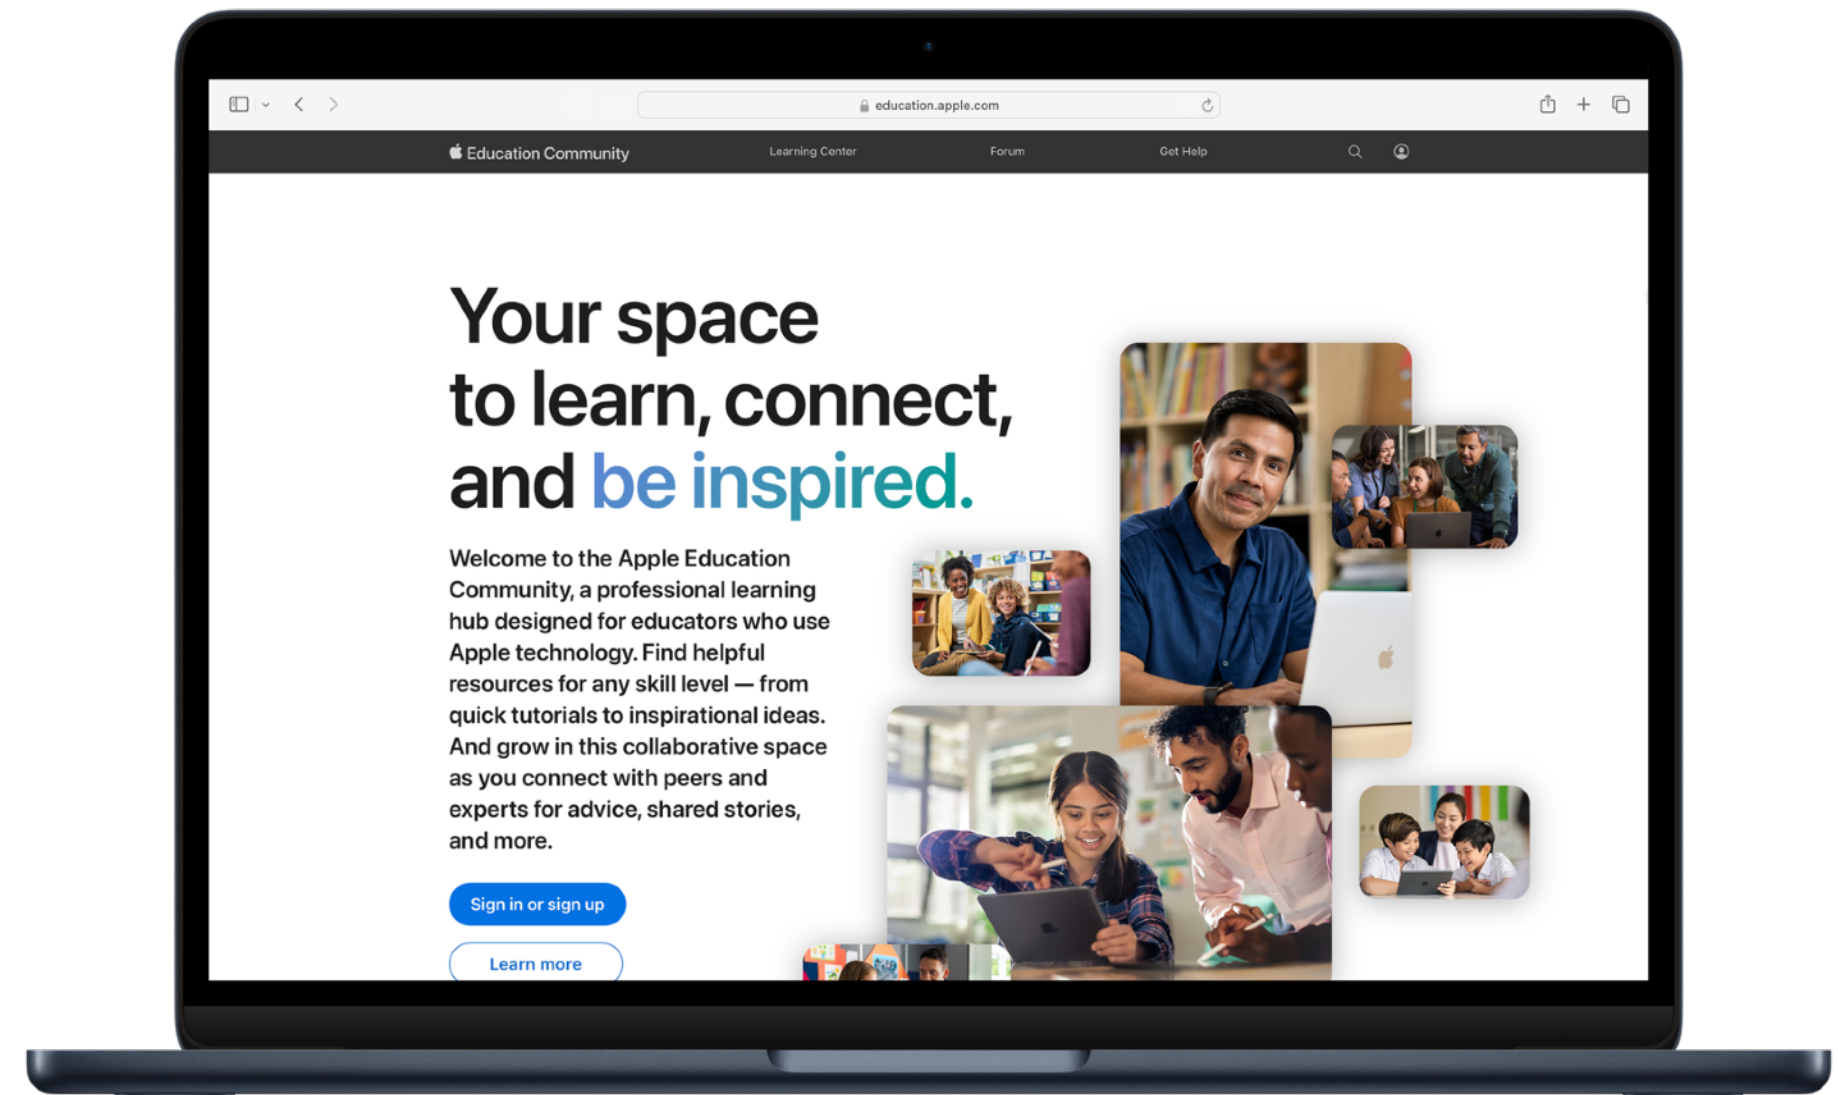 education.apple.com
Education Community
Learning Center
Forum
Get Help
Your space
to learn, connect,
and be inspired.
Welcome to the Apple Education
Community, a professional learning
hub designed for educators who use
Apple technology. Find helpful
resources for any skill level — from
quick tutorials to inspirational ideas.
And grow in this collaborative space
as you connect with peers and
experts for advice, shared stories,
and more.
Sign in or sign up
Learn more